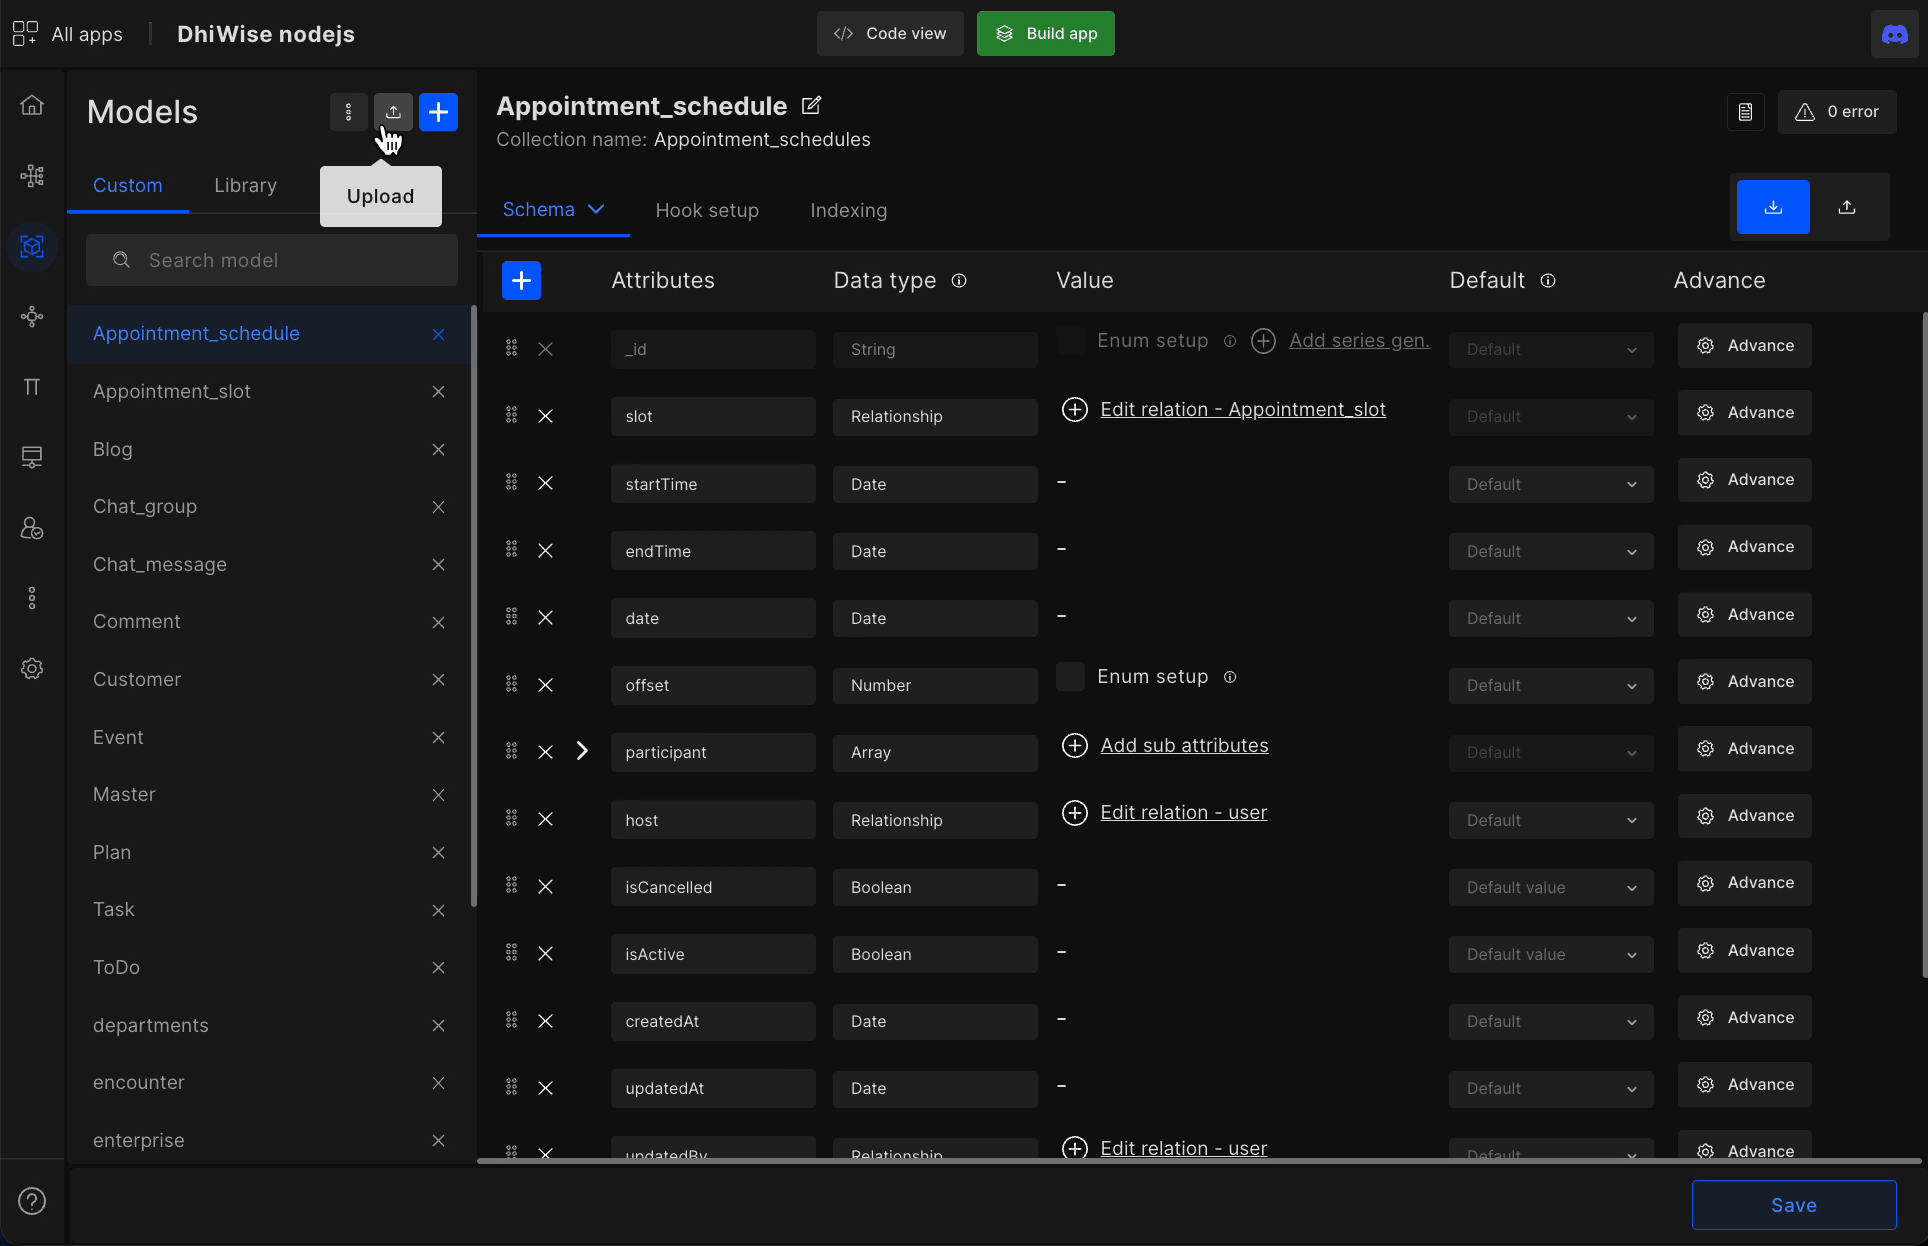 All apps
DhiWise nodejs
</> Code view
Build app
Models
Upload
Custom
Library
Search model
Appointment_schedule
Appointment_slot
Blog
Chat_group
Chat_message
Comment
Customer
Event
Master
Plan
Task
ToDo
departments
encounter
enterprise
Appointment_schedule
Collection name: Appointment_schedules
0 error
Schema
Hook setup
Indexing
Attributes Data type Value Default Advance
_id String Enum setup Add series gen. Default Advance
slot Relationship Edit relation - Appointment_slot Default Advance
startTime Date - Default Advance
endTime Date - Default Advance
date Date - Default Advance
offset Number Enum setup Default Advance
participant Array Add sub attributes Default Advance
host Relationship Edit relation - user Default Advance
isCancelled Boolean - Default value Advance
isActive Boolean - Default value Advance
createdAt Date - Default Advance
updatedAt Date - Default Advance
updatedBy Relationship Edit relation - user Default Advance
Save